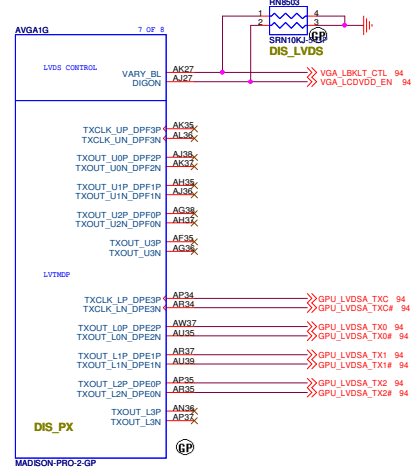 RN8503
1 4
2 3
SRN10KJ-5-GP
GP
DIS_LVDS
AVGA1G 7 OF 8
LVDS CONTROL
VARY_BL AK27 VGA_LBKLT_CTL 94
DIGON AJ27 VGA_LCDVDD_EN 94
TXCLK_UP_DPF3P AK35
TXCLK_UN_DPF3N AL36
TXOUT_U0P_DPF2P AJ38
TXOUT_U0N_DPF2N AK37
TXOUT_U1P_DPF1P AH35
TXOUT_U1N_DPF1N AJ36
TXOUT_U2P_DPF0P AG38
TXOUT_U2N_DPF0N AH37
TXOUT_U3P AF35
TXOUT_U3N AG36
LVTMDP
TXCLK_LP_DPE3P AP34 GPU_LVDSA_TXC 94
TXCLK_LN_DPE3N AR34 GPU_LVDSA_TXC# 94
TXOUT_L0P_DPE2P AW37 GPU_LVDSA_TX0 94
TXOUT_L0N_DPE2N AU35 GPU_LVDSA_TX0# 94
TXOUT_L1P_DPE1P AR37 GPU_LVDSA_TX1 94
TXOUT_L1N_DPE1N AU39 GPU_LVDSA_TX1# 94
TXOUT_L2P_DPE0P AP35 GPU_LVDSA_TX2 94
TXOUT_L2N_DPE0N AR35 GPU_LVDSA_TX2# 94
TXOUT_L3P AN36
TXOUT_L3N AP37
DIS_PX
GP
MADISON-PRO-2-GP